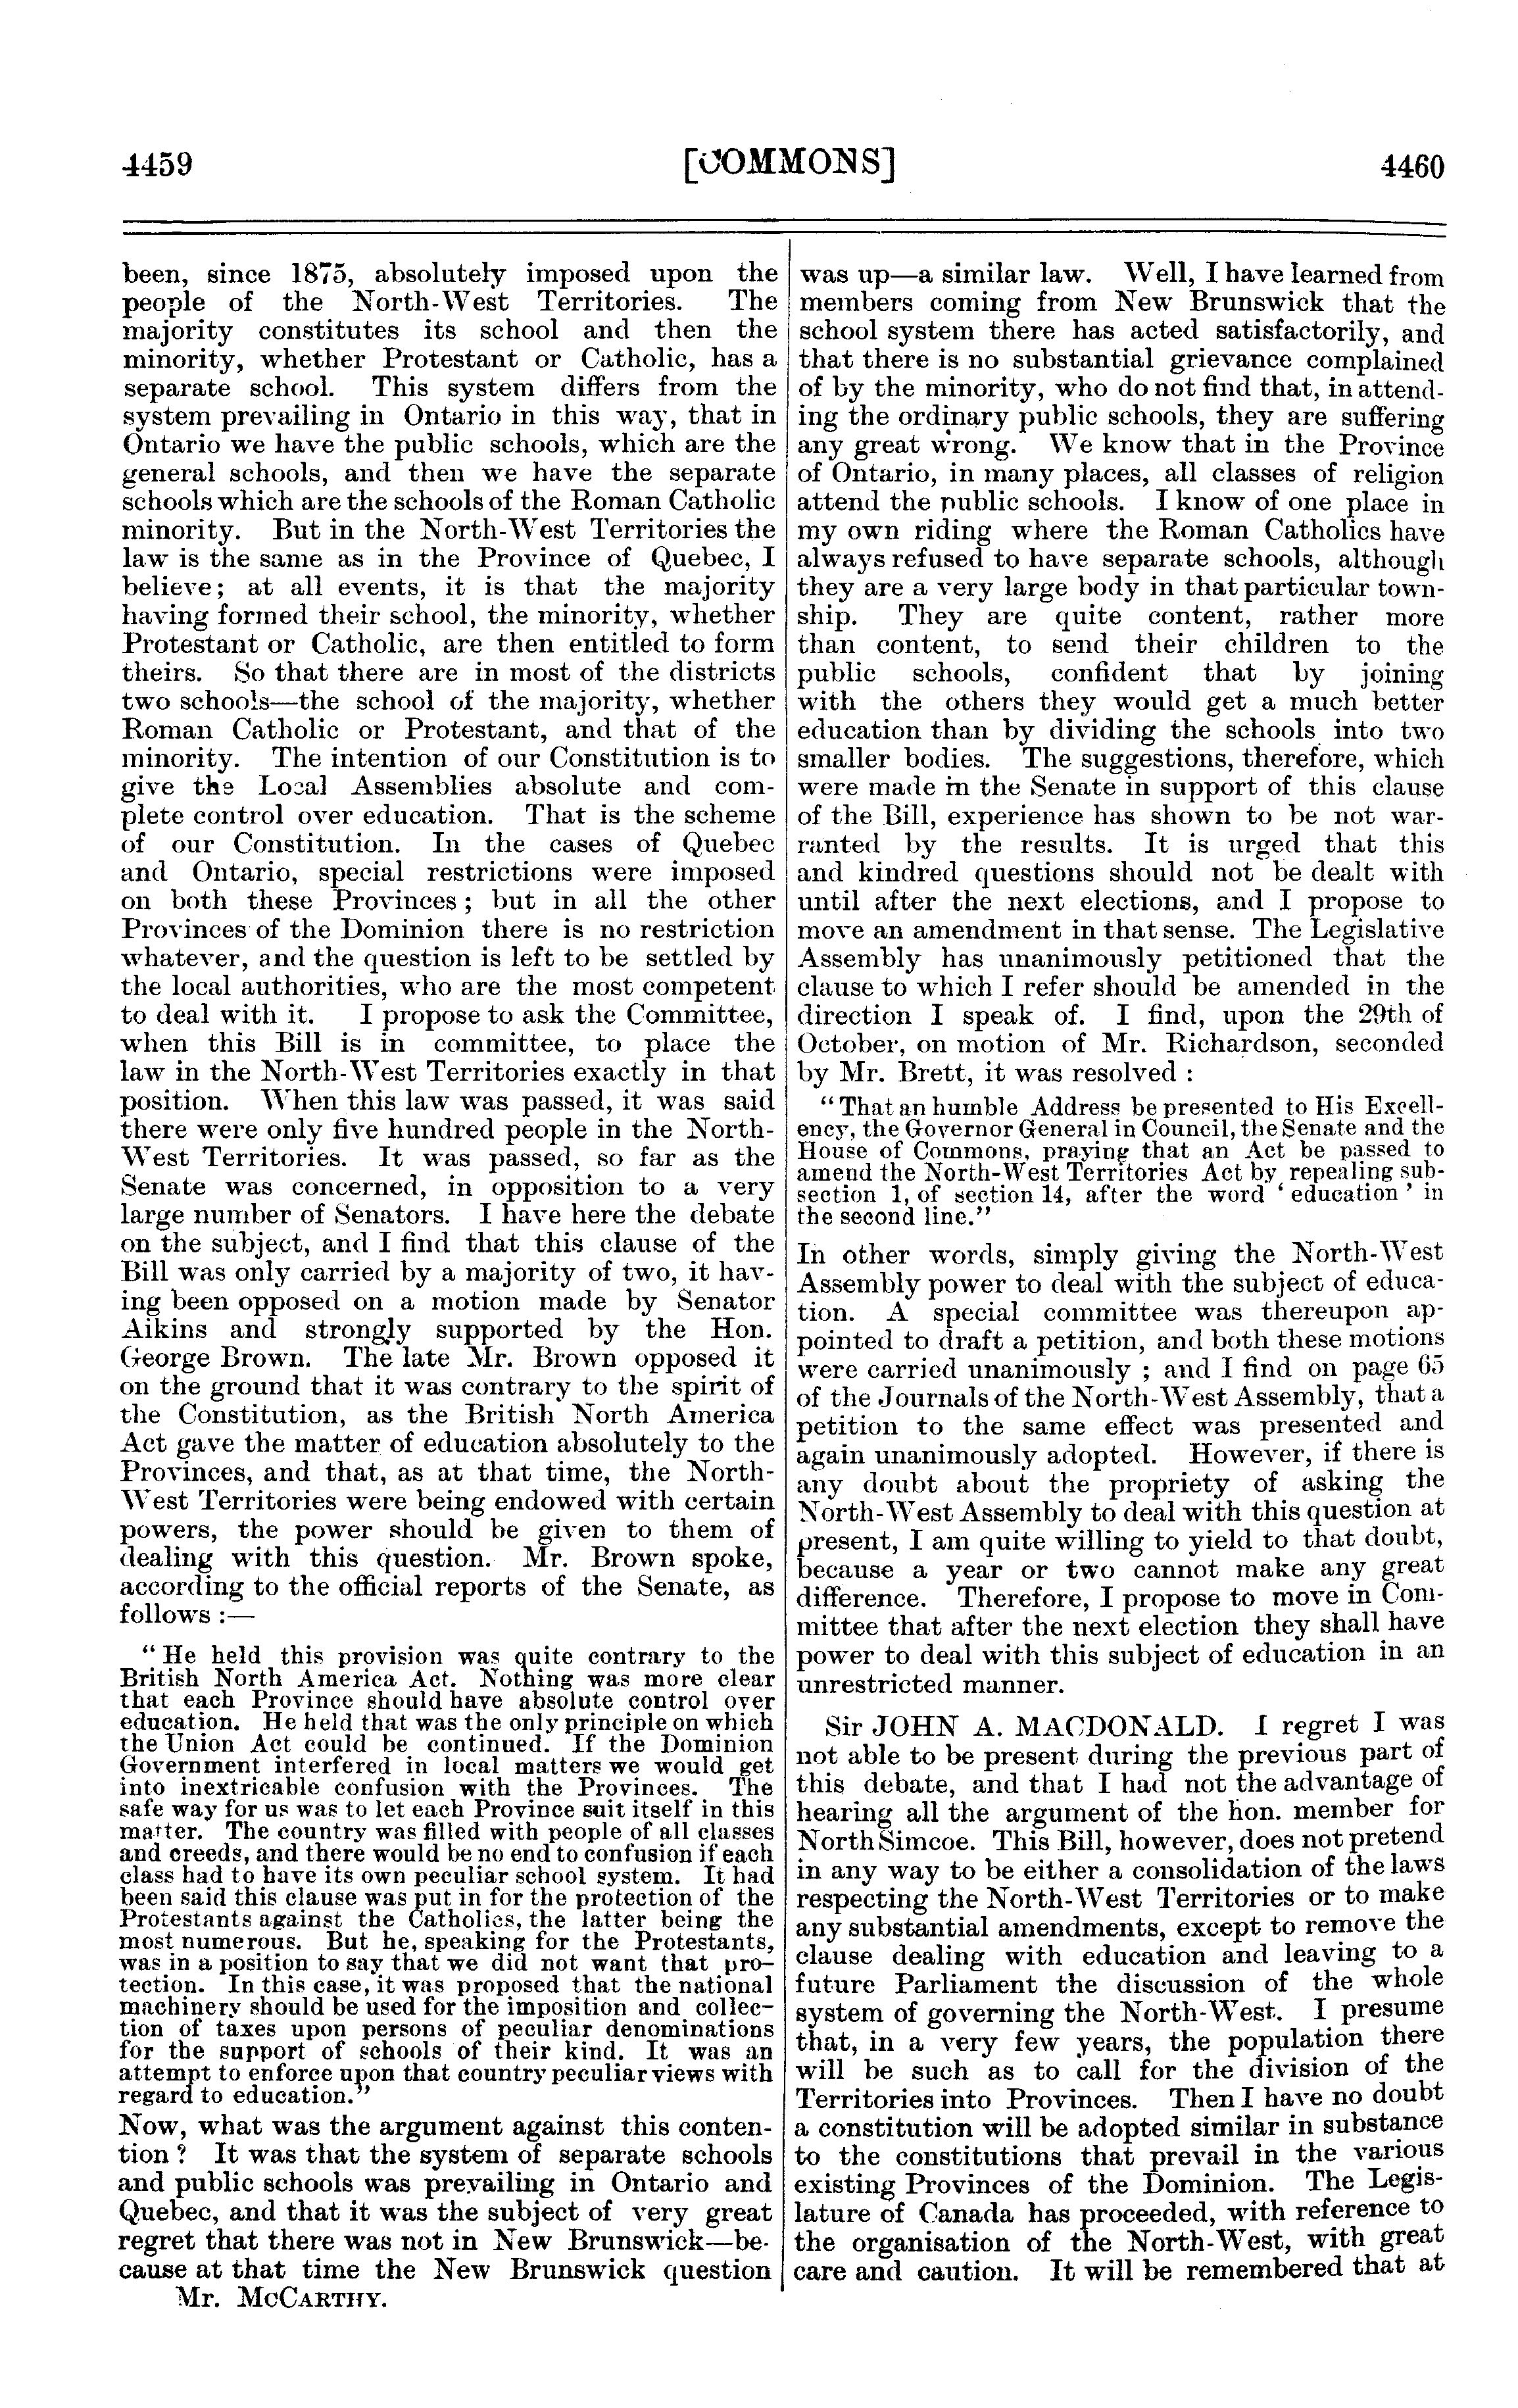 4459
[COMMONS]
4460
been, since 1875, absolutely imposed upon the
people of the North-West Territories. The
majority constitutes its school and then the
minority, whether Protestant or Catholic, has a
separate school. This system differs from the
system prevailing in Ontario in this way, that in
Ontario we have the public schools, which are the
general schools, and then we have the separate
schools which are the schools of the Roman Catholic
minority. But in the North-West Territories the
law is the same as in the Province of Quebec, I
believe; at all events, it is that the majority
having formed their school, the minority, whether
Protestant or Catholic, are then entitled to form
theirs. So that there are in most of the districts
two schools—the school of the majority, whether
Roman Catholic or Protestant, and that of the
minority. The intention of our Constitution is to
give the Local Assemblies absolute and com-
plete control over education. That is the scheme
of our Constitution. In the cases of Quebec
and Ontario, special restrictions were imposed
on both these Provinces; but in all the other
Provinces of the Dominion there is no restriction
whatever, and the question is left to be settled by
the local authorities, who are the most competent
to deal with it. I propose to ask the Committee,
when this Bill is in committee, to place the
law in the North-West Territories exactly in that
position. When this law was passed, it was said
there were only five hundred people in the North-
West Territories. It was passed, so far as the
Senate was concerned, in opposition to a very
large number of Senators. I have here the debate
on the subject, and I find that this clause of the
Bill was only carried by a majority of two, it hav-
ing been opposed on a motion made by Senator
Aikins and strongly supported by the Hon.
George Brown. The late Mr. Brown opposed it
on the ground that it was contrary to the spirit of
the Constitution, as the British North America
Act gave the matter of education absolutely to the
Provinces, and that, as at that time, the North-
West Territories were being endowed with certain
powers, the power should be given to them of
dealing with this question. Mr. Brown spoke,
according to the official reports of the Senate, as
follows :—
“ He held this provision was quite contrary to the
British North America Act. Nothing was more clear
that each Province should have absolute control over
education. He held that was the only principle on which
the Union Act could be continued. If the Dominion
Government interfered in local matters we would get
into inextricable confusion with the Provinces. The
safe way for us was to let each Province suit itself in this
matter. The country was filled with people of all classes
and creeds, and there would be no end to confusion if each
class had to have its own peculiar school system. It had
been said this clause was put in for the protection of the
Protestants against the Catholics, the latter being the
most numerous. But he, speaking for the Protestants,
was in a position to say that we did not want that pro-
tection. In this case, it was proposed that the national
machinery should be used for the imposition and collec-
tion of taxes upon persons of peculiar denominations
for the support of schools of their kind. It was an
attempt to enforce upon that country peculiar views with
regard to education.”
Now, what was the argument against this conten-
tion ? It was that the system of separate schools
and public schools was prevailing in Ontario and
Quebec, and that it was the subject of very great
regret that there was not in New Brunswick—be-
cause at that time the New Brunswick question
Mr. McCARTHY.
was up—a similar law. Well, I have learned from
members coming from New Brunswick that the
school system there has acted satisfactorily, and
that there is no substantial grievance complained
of by the minority, who do not find that, in attend-
ing the ordinary public schools, they are suffering
any great wrong. We know that in the Province
of Ontario, in many places, all classes of religion
attend the public schools. I know of one place in
my own riding where the Roman Catholics have
always refused to have separate schools, although
they are a very large body in that particular town-
ship. They are quite content, rather more
than content, to send their children to the
public schools, confident that by joining
with the others they would get a much better
education than by dividing the schools into two
smaller bodies. The suggestions, therefore, which
were made in the Senate in support of this clause
of the Bill, experience has shown to be not war-
ranted by the results. It is urged that this
and kindred questions should not be dealt with
until after the next elections, and I propose to
move an amendment in that sense. The Legislative
Assembly has unanimously petitioned that the
clause to which I refer should be amended in the
direction I speak of. I find, upon the 29th of
October, on motion of Mr. Richardson, seconded
by Mr. Brett, it was resolved :
“ That an humble Address be presented to His Excell-
ency, the Governor General in Council, the Senate and the
House of Commons, praying that an Act be passed to
amend the North-West Territories Act by repealing sub-
section 1, of section 14, after the word ‘ education ’ in
the second line.”
In other words, simply giving the North-West
Assembly power to deal with the subject of educa-
tion. A special committee was thereupon ap-
pointed to draft a petition, and both these motions
were carried unanimously ; and I find on page 65
of the Journals of the North-West Assembly, that a
petition to the same effect was presented and
again unanimously adopted. However, if there is
any doubt about the propriety of asking the
North-West Assembly to deal with this question at
present, I am quite willing to yield to that doubt,
because a year or two cannot make any great
difference. Therefore, I propose to move in Com-
mittee that after the next election they shall have
power to deal with this subject of education in an
unrestricted manner.
Sir JOHN A. MACDONALD. I regret I was
not able to be present during the previous part of
this debate, and that I had not the advantage of
hearing all the argument of the hon. member for
North Simcoe. This Bill, however, does not pretend
in any way to be either a consolidation of the laws
respecting the North-West Territories or to make
any substantial amendments, except to remove the
clause dealing with education and leaving to a
future Parliament the discussion of the whole
system of governing the North-West. I presume
that, in a very few years, the population there
will be such as to call for the division of the
Territories into Provinces. Then I have no doubt
a constitution will be adopted similar in substance
to the constitutions that prevail in the various
existing Provinces of the Dominion. The Legis-
lature of Canada has proceeded, with reference to
the organisation of the North-West, with great
care and caution. It will be remembered that at